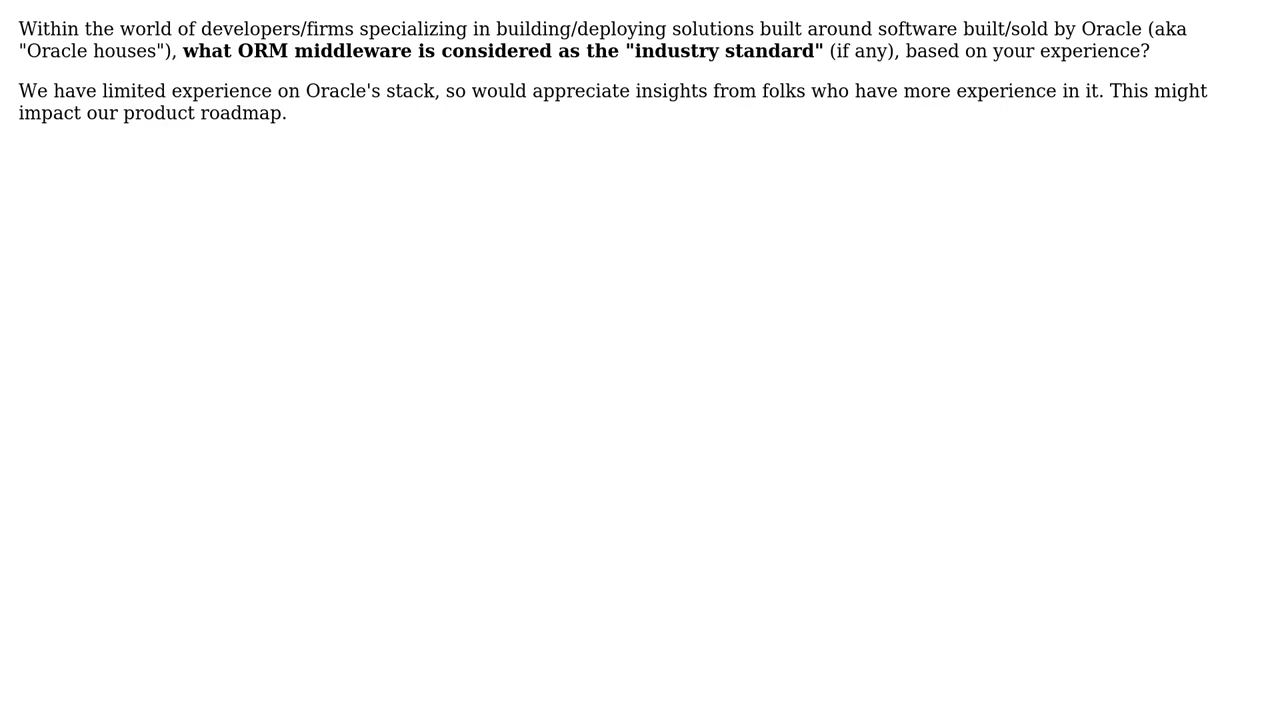 Within the world of developers/firms specializing in building/deploying solutions built around software built/sold by Oracle (aka
"Oracle houses"), what ORM middleware is considered as the "industry standard" (if any), based on your experience?
We have limited experience on Oracle's stack, so would appreciate insights from folks who have more experience in it. This might
impact our product roadmap.